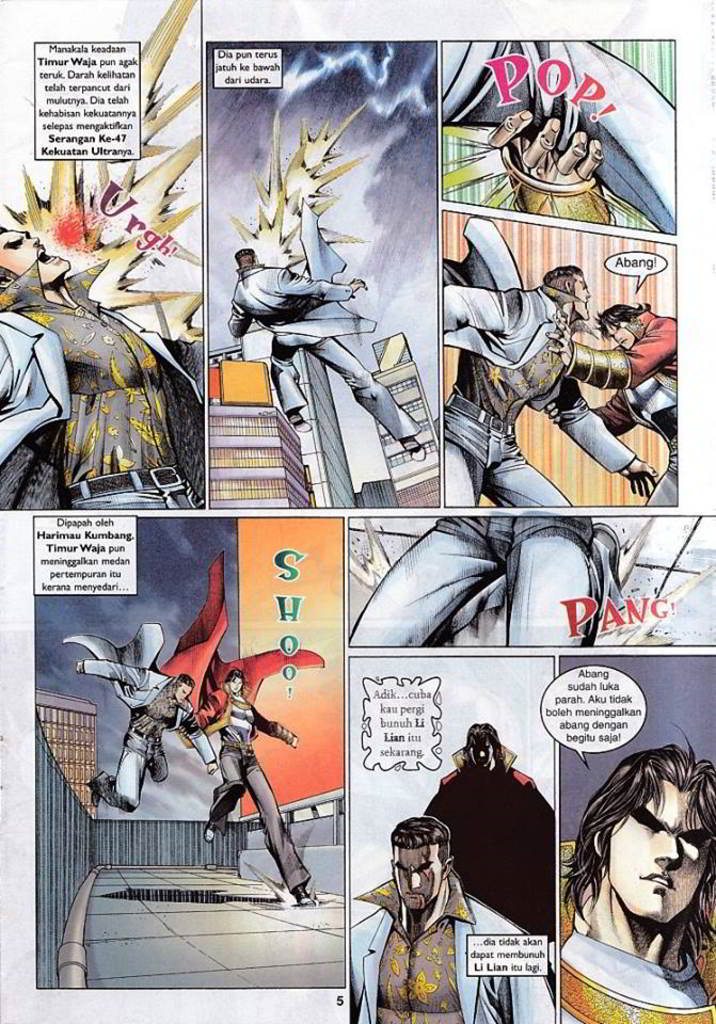 Manakala keadaan
Timur Waja pun agak
teruk. Darah kelihatan
telah terpancut dari
mulutnya. Dia telah
kehabisan kekuatannya
selepas mengaktifkan
Serangan Ke-47
Kekuatan Ultranya.
Urgh!
Dia pun terus
jatuh ke bawah
dari udara.
POP!
Abang!
Dipapah oleh
Harimau Kumbang,
Timur Waja pun
meninggalkan medan
pertempuran itu
kerana menyedari...
SHOO!
PANG!
Adik...cuba
kau pergi
bunuh Li
Lian itu
sekarang.
...dia tidak akan
dapat membunuh
Li Lian itu lagi.
Abang
sudah luka
parah. Aku tidak
boleh meninggalkan
abang dengan
begitu saja!
5